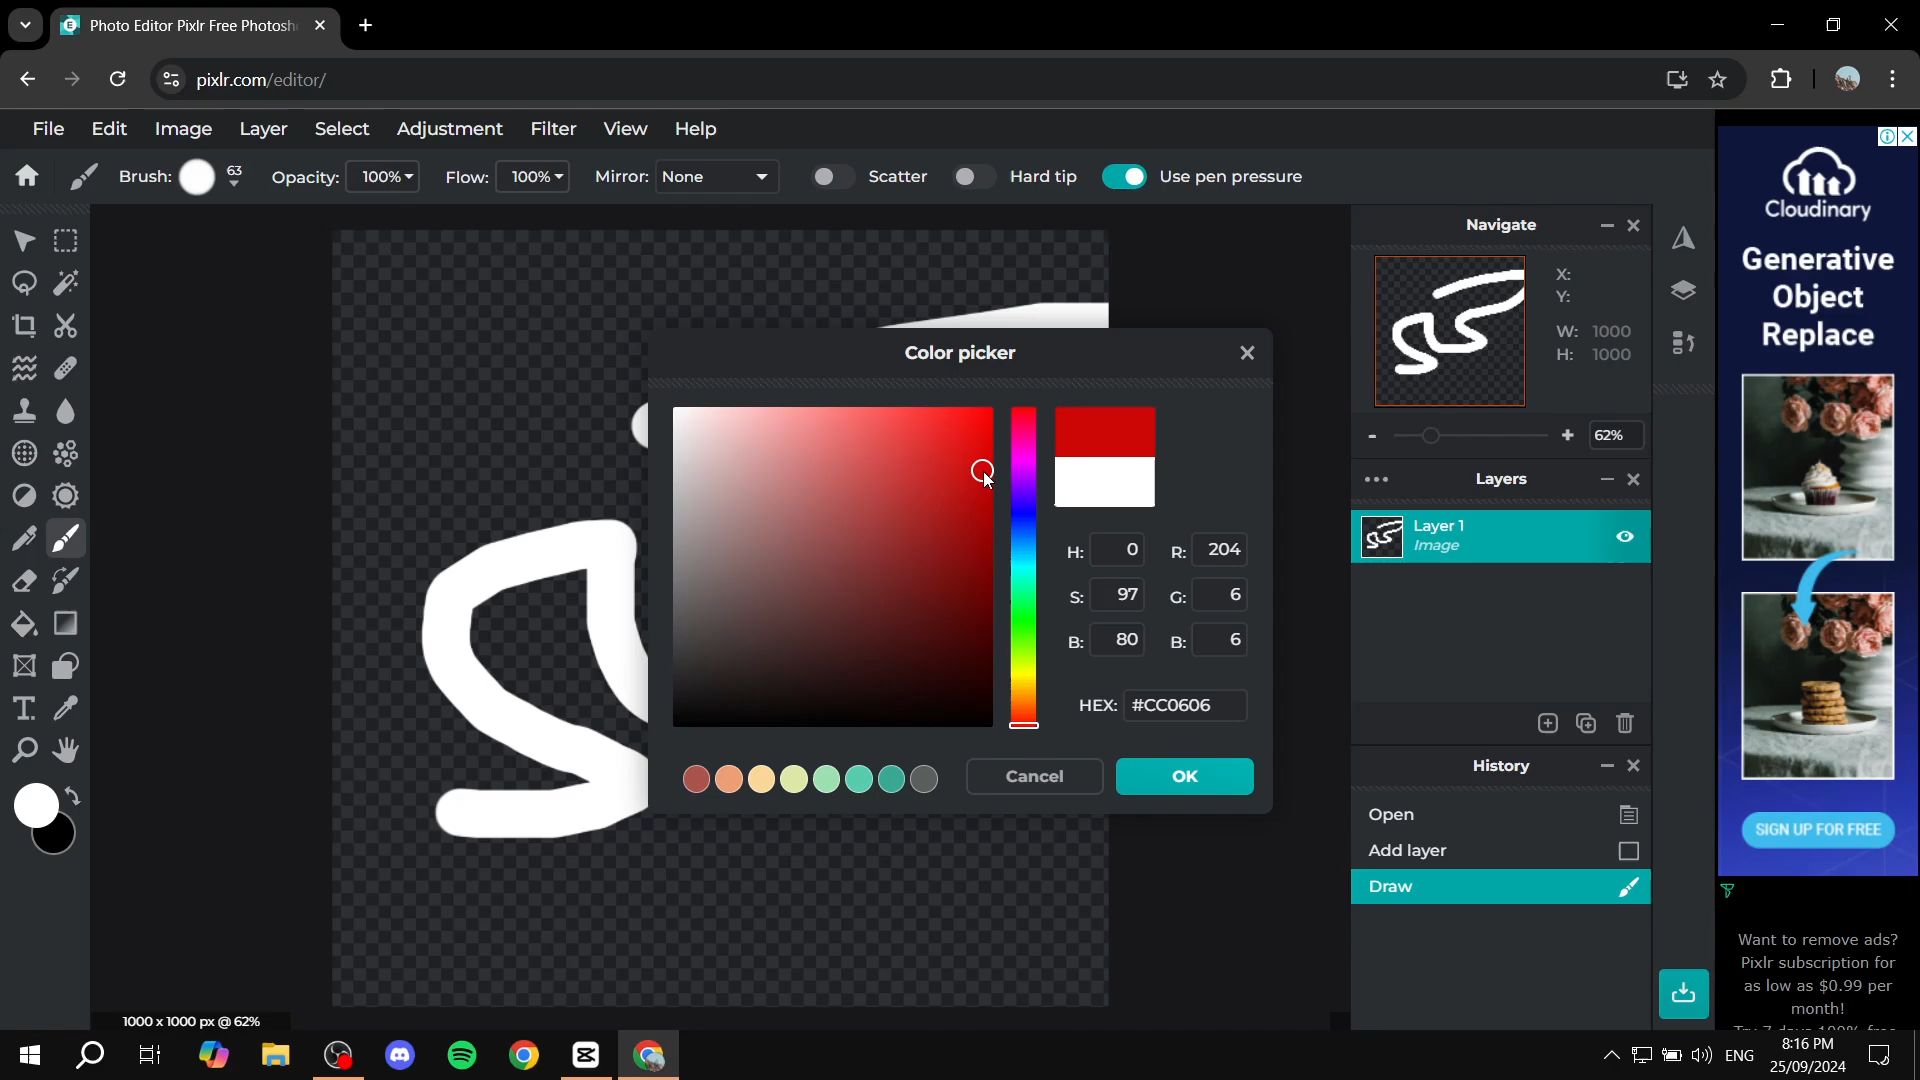 Photo Editor Pixlr Free Photosh
pixlr.com/editor/
File Edit Image Layer Select Adjustment Filter View Help
Brush: 63 Opacity: 100% Flow: 100% Mirror: None Scatter Hard tip Use pen pressure
Navigate
X:
Y:
W: 1000
H: 1000
62%
Color picker
H: 0 R: 204
S: 97 G: 6
B: 80 B: 6
HEX: #CC0606
Cancel OK
Layers
Layer 1
Image
History
Open
Add layer
Draw
1000 x 1000 px @ 62%
Cloudinary
Generative
Object
Replace
SIGN UP FOR FREE
Want to remove ads?
Pixlr subscription for
as low as $0.99 per
month!
ENG
8:16 PM
25/09/2024